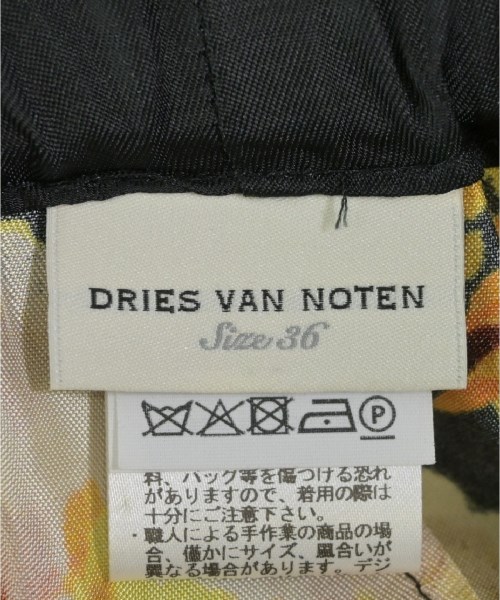 DRIES VAN NOTEN
Size 36
P
料、バッグ等を傷つける恐れ
がありますので、着用の際は
十分にご注意下さい。
・職人による手作業の商品の場
合、僅かにサイズ、風合いが
異なる場合があります。デジ